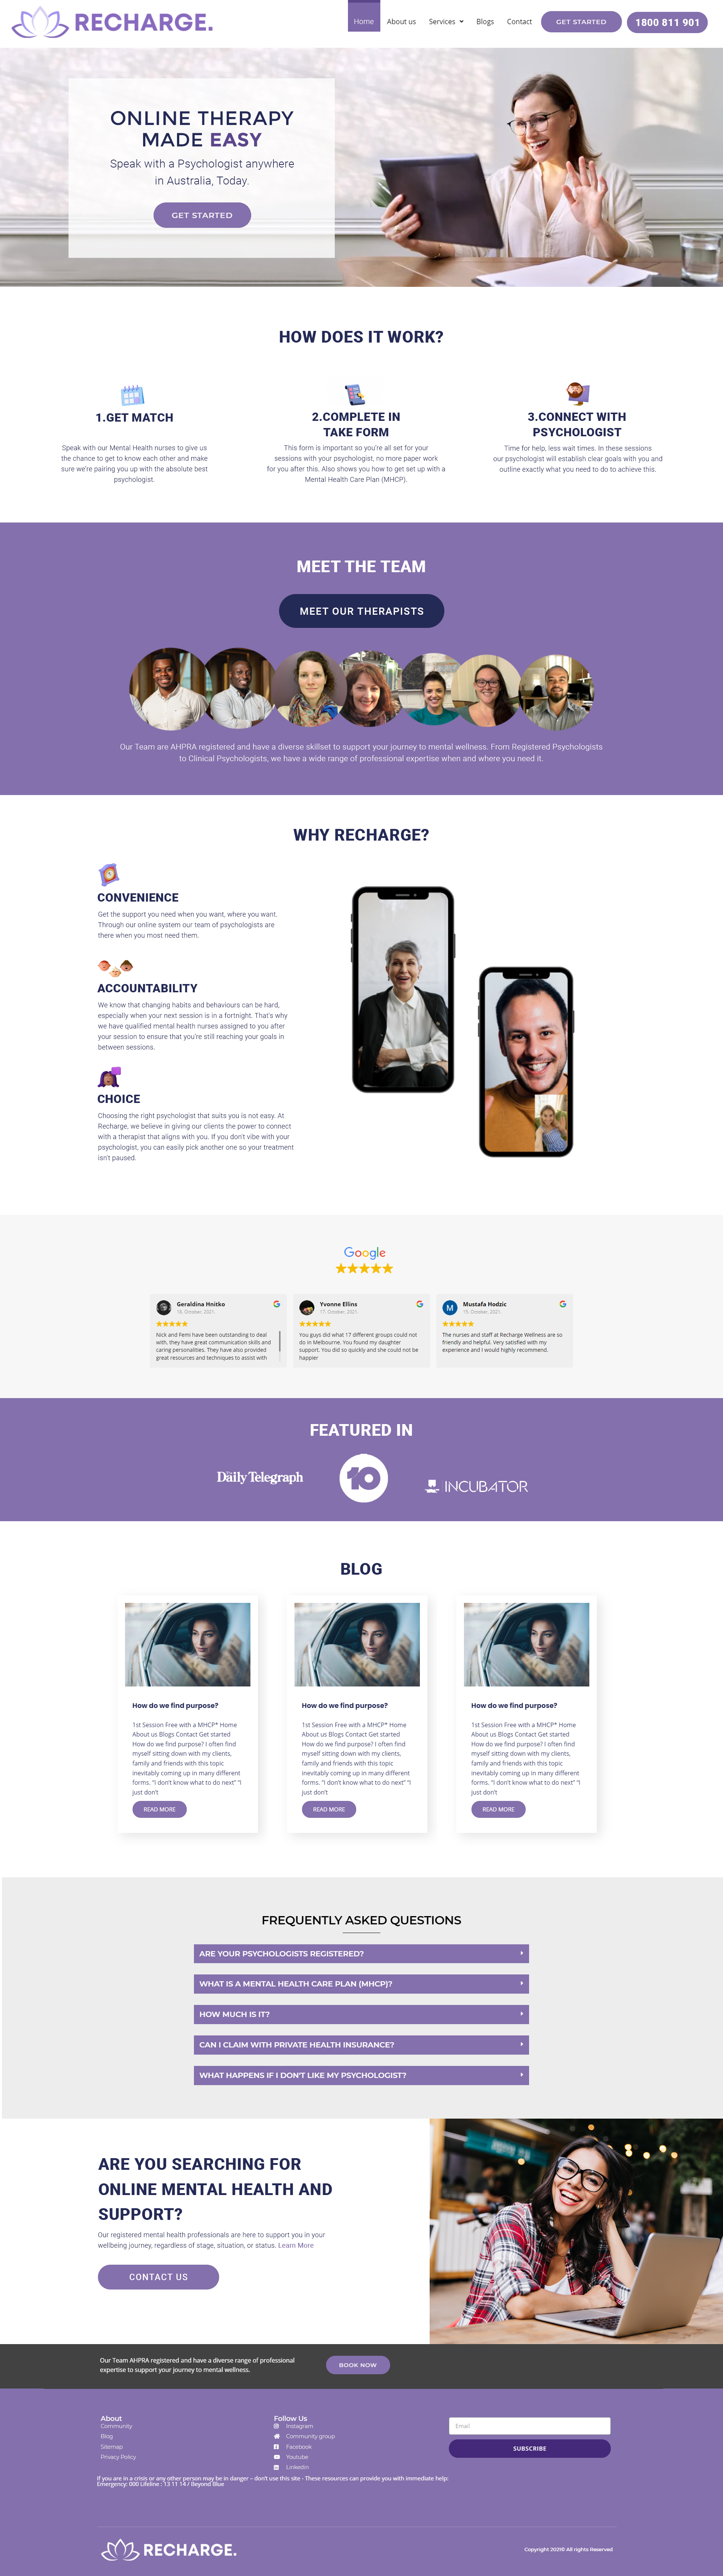 RECHARGE.
Home About us Services Blogs Contact GET STARTED 1800 811 901
ONLINE THERAPY
MADE EASY
Speak with a Psychologist anywhere
in Australia, Today.
GET STARTED
HOW DOES IT WORK?
1.GET MATCH
Speak with our Mental Health nurses to give us
the chance to get to know each other and make
sure we're pairing you up with the absolute best
psychologist.
2.COMPLETE IN
TAKE FORM
This form is important so you're all set for your
sessions with your psychologist, no more paper work
for you after this. Also shows you how to get set up with a
Mental Health Care Plan (MHCP).
3.CONNECT WITH
PSYCHOLOGIST
Time for help, less wait times. In these sessions
our psychologist will establish clear goals with you and
outline exactly what you need to do to achieve this.
MEET THE TEAM
MEET OUR THERAPISTS
Our Team are AHPRA registered and have a diverse skillset to support your journey to mental wellness. From Registered Psychologists
to Clinical Psychologists, we have a wide range of professional expertise when and where you need it.
WHY RECHARGE?
CONVENIENCE
Get the support you need when you want, where you want.
Through our online system our team of psychologists are
there when you most need them.
ACCOUNTABILITY
We know that changing habits and behaviours can be hard,
especially when your next session is in a fortnight. That's why
we have qualified mental health nurses assigned to you after
your session to ensure that you're still reaching your goals in
between sessions.
CHOICE
Choosing the right psychologist that suits you is not easy. At
Recharge, we believe in giving our clients the power to connect
with a therapist that aligns with you. If you don't vibe with your
psychologist, you can easily pick another one so your treatment
isn't paused.
Google
Geraldina Hnitko
18. October, 2021.
Nick and Femi have been outstanding to deal
with, they have great communication skills and
caring personalities. They have also provided
great resources and techniques to assist with
Yvonne Ellins
17. October, 2021.
You guys did what 17 different groups could not
do in Melbourne. You found my daughter
support. You did so quickly and she could not be
happier
M
Mustafa Hodzic
15. October, 2021.
The nurses and staff at Recharge Wellness are so
friendly and helpful. Very satisfied with my
experience and I would highly recommend.
FEATURED IN
The Daily Telegraph
10
INCUBATOR
BLOG
How do we find purpose?
1st Session Free with a MHCP* Home
About us Blogs Contact Get started
How do we find purpose? I often find
myself sitting down with my clients,
family and friends with this topic
inevitably coming up in many different
forms. “I don't know what to do next” “I
just don't
READ MORE
How do we find purpose?
1st Session Free with a MHCP* Home
About us Blogs Contact Get started
How do we find purpose? I often find
myself sitting down with my clients,
family and friends with this topic
inevitably coming up in many different
forms. “I don't know what to do next” “I
just don't
READ MORE
How do we find purpose?
1st Session Free with a MHCP* Home
About us Blogs Contact Get started
How do we find purpose? I often find
myself sitting down with my clients,
family and friends with this topic
inevitably coming up in many different
forms. “I don't know what to do next” “I
just don't
READ MORE
FREQUENTLY ASKED QUESTIONS
ARE YOUR PSYCHOLOGISTS REGISTERED?
WHAT IS A MENTAL HEALTH CARE PLAN (MHCP)?
HOW MUCH IS IT?
CAN I CLAIM WITH PRIVATE HEALTH INSURANCE?
WHAT HAPPENS IF I DON'T LIKE MY PSYCHOLOGIST?
ARE YOU SEARCHING FOR
ONLINE MENTAL HEALTH AND
SUPPORT?
Our registered mental health professionals are here to support you in your
wellbeing journey, regardless of stage, situation, or status. Learn More
CONTACT US
Our Team AHPRA registered and have a diverse range of professional
expertise to support your journey to mental wellness.
BOOK NOW
About
Community
Blog
Sitemap
Privacy Policy
Follow Us
Instagram
Community group
Facebook
Youtube
Linkedin
Email
SUBSCRIBE
If you are in a crisis or any other person may be in danger – don't use this site - These resources can provide you with immediate help:
Emergency: 000 Lifeline : 13 11 14 / Beyond Blue
RECHARGE.
Copyright 2021© All rights Reserved